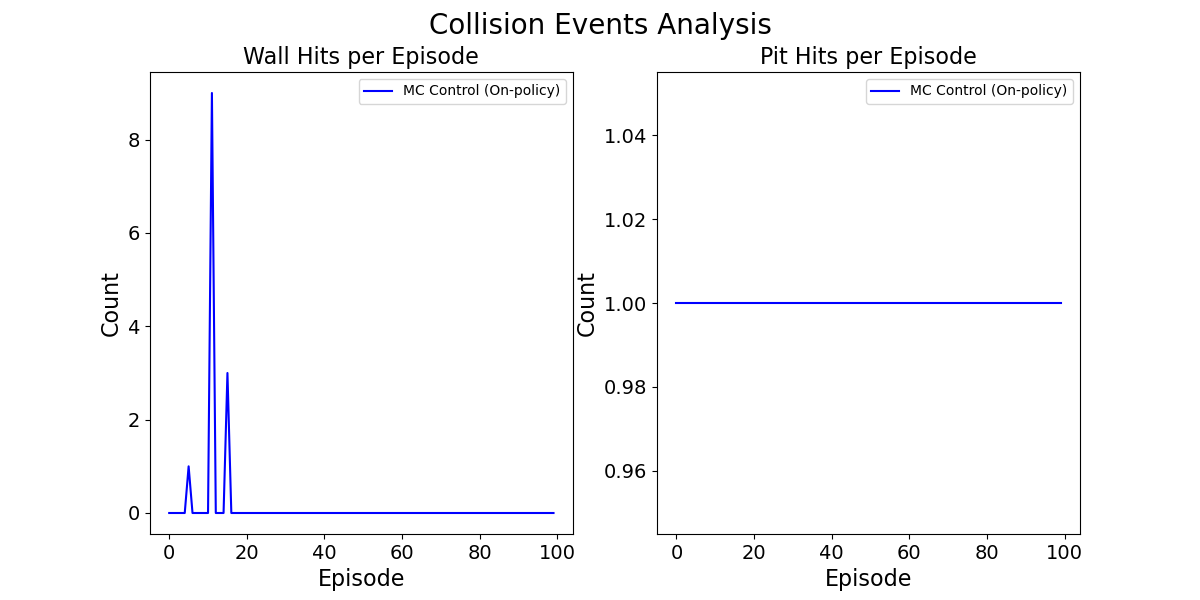 Collision Events Analysis
Wall Hits per Episode
MC Control (On-policy)
Count
8
6
4
2
0
0 20 40 60 80 100
Episode
Pit Hits per Episode
MC Control (On-policy)
Count
1.04
1.02
1.00
0.98
0.96
0 20 40 60 80 100
Episode